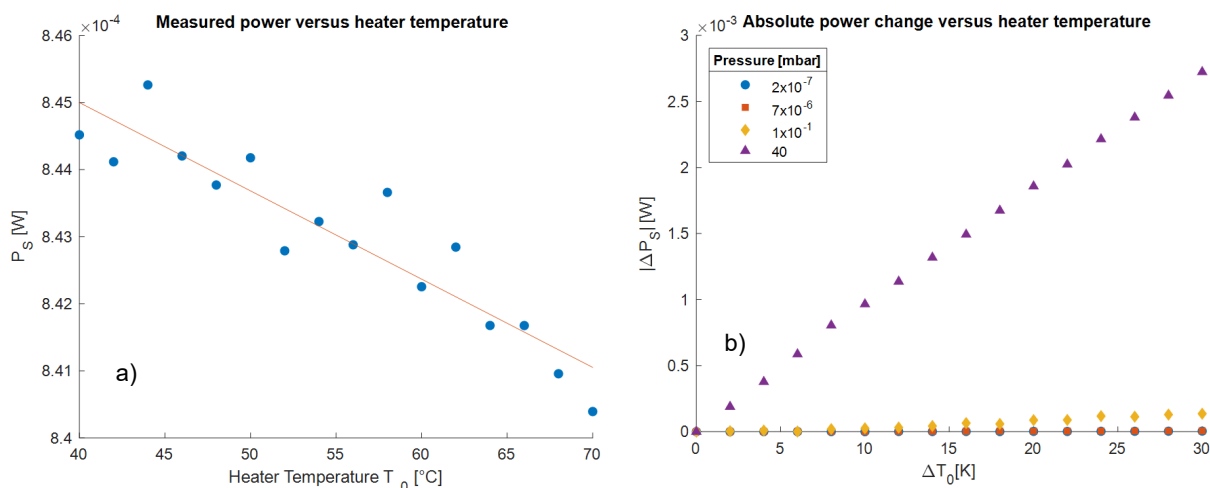 Measured power versus heater temperature
×10⁻⁴
8.46
8.45
8.44
8.43
8.42
8.41
8.4
P_S [W]
a)
40 45 50 55 60 65 70
Heater Temperature T_0 [°C]
Absolute power change versus heater temperature
×10⁻³
3
2.5
2
1.5
1
0.5
0
|ΔP_S| [W]
Pressure [mbar]
2x10⁻⁷
7x10⁻⁶
1x10⁻¹
40
b)
0 5 10 15 20 25 30
ΔT₀[K]